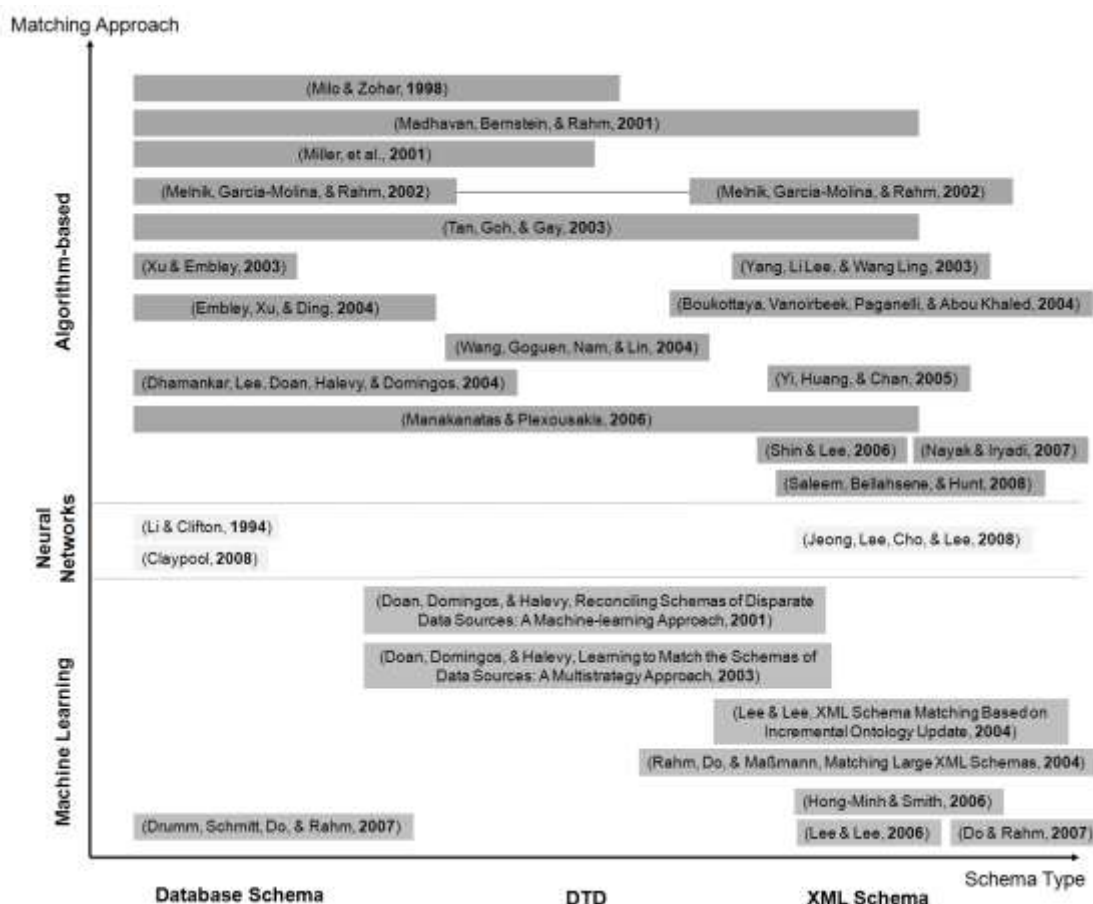 Matching Approach
(Milo & Zohar, 1998)
(Madhavan, Bernstein, & Rahm, 2001)
(Miller, et al., 2001)
(Melnik, Garcia-Molina, & Rahm, 2002)
(Melnik, Garcia-Molina, & Rahm, 2002)
(Tan, Goh, & Gay, 2003)
(Xu & Embley, 2003)
(Yang, Li Lee, & Wang Ling, 2003)
(Embley, Xu, & Ding, 2004)
(Boukottaya, Vanoirbeek, Paganelli, & Abou Khaled, 2004)
(Wang, Goguen, Nam, & Lin, 2004)
(Dhamankar, Lee, Doan, Halevy, & Domingos, 2004)
(Yi, Huang, & Chan, 2005)
(Manakanatas & Plexousakis, 2006)
(Shin & Lee, 2006)
(Nayak & Iryadi, 2007)
(Saleem, Bellahsene, & Hunt, 2008)
Algorithm-based
(Li & Clifton, 1994)
(Claypool, 2008)
(Jeong, Lee, Cho, & Lee, 2008)
Neural
Networks
(Doan, Domingos, & Halevy, Reconciling Schemas of Disparate
Data Sources: A Machine-learning Approach, 2001)
(Doan, Domingos, & Halevy, Learning to Match the Schemas of
Data Sources: A Multistrategy Approach, 2003)
(Lee & Lee, XML Schema Matching Based on
Incremental Ontology Update, 2004)
(Rahm, Do, & Maßmann, Matching Large XML Schemas, 2004)
(Hong-Minh & Smith, 2006)
(Drumm, Schmitt, Do, & Rahm, 2007)
(Lee & Lee, 2006)
(Do & Rahm, 2007)
Machine Learning
Schema Type
Database Schema
DTD
XML Schema